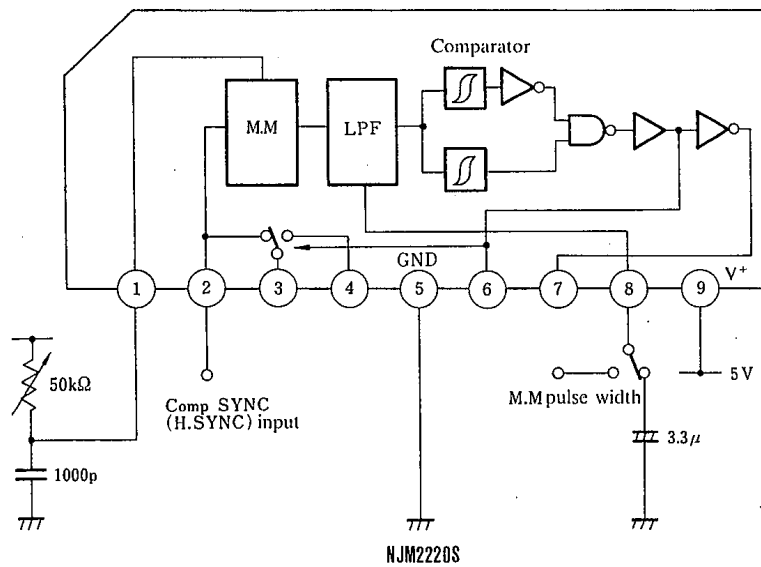 Comparator
M.M
LPF
GND
V+
1
2
3
4
5
6
7
8
9
50kΩ
Comp SYNC
(H.SYNC) input
M.M pulse width
5V
1000p
3.3μ
NJM2220S